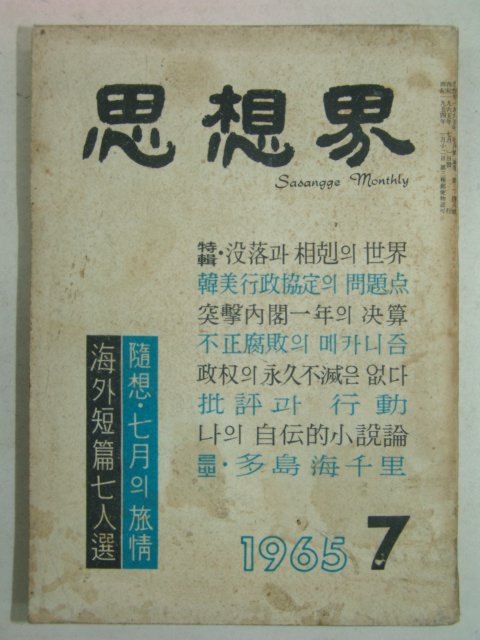 思想界
Sasangge Monthly
特輯·没落과 相剋의 世界
韓美行政協定의 問題点
突擊內閣一年의 決算
不正腐敗의 메카니즘
政权의 永久不滅은 없다
批評과 行動
나의 自伝的小說論
多島海千里
隨想·七月의 旅情
海外短篇七人選
1965 7